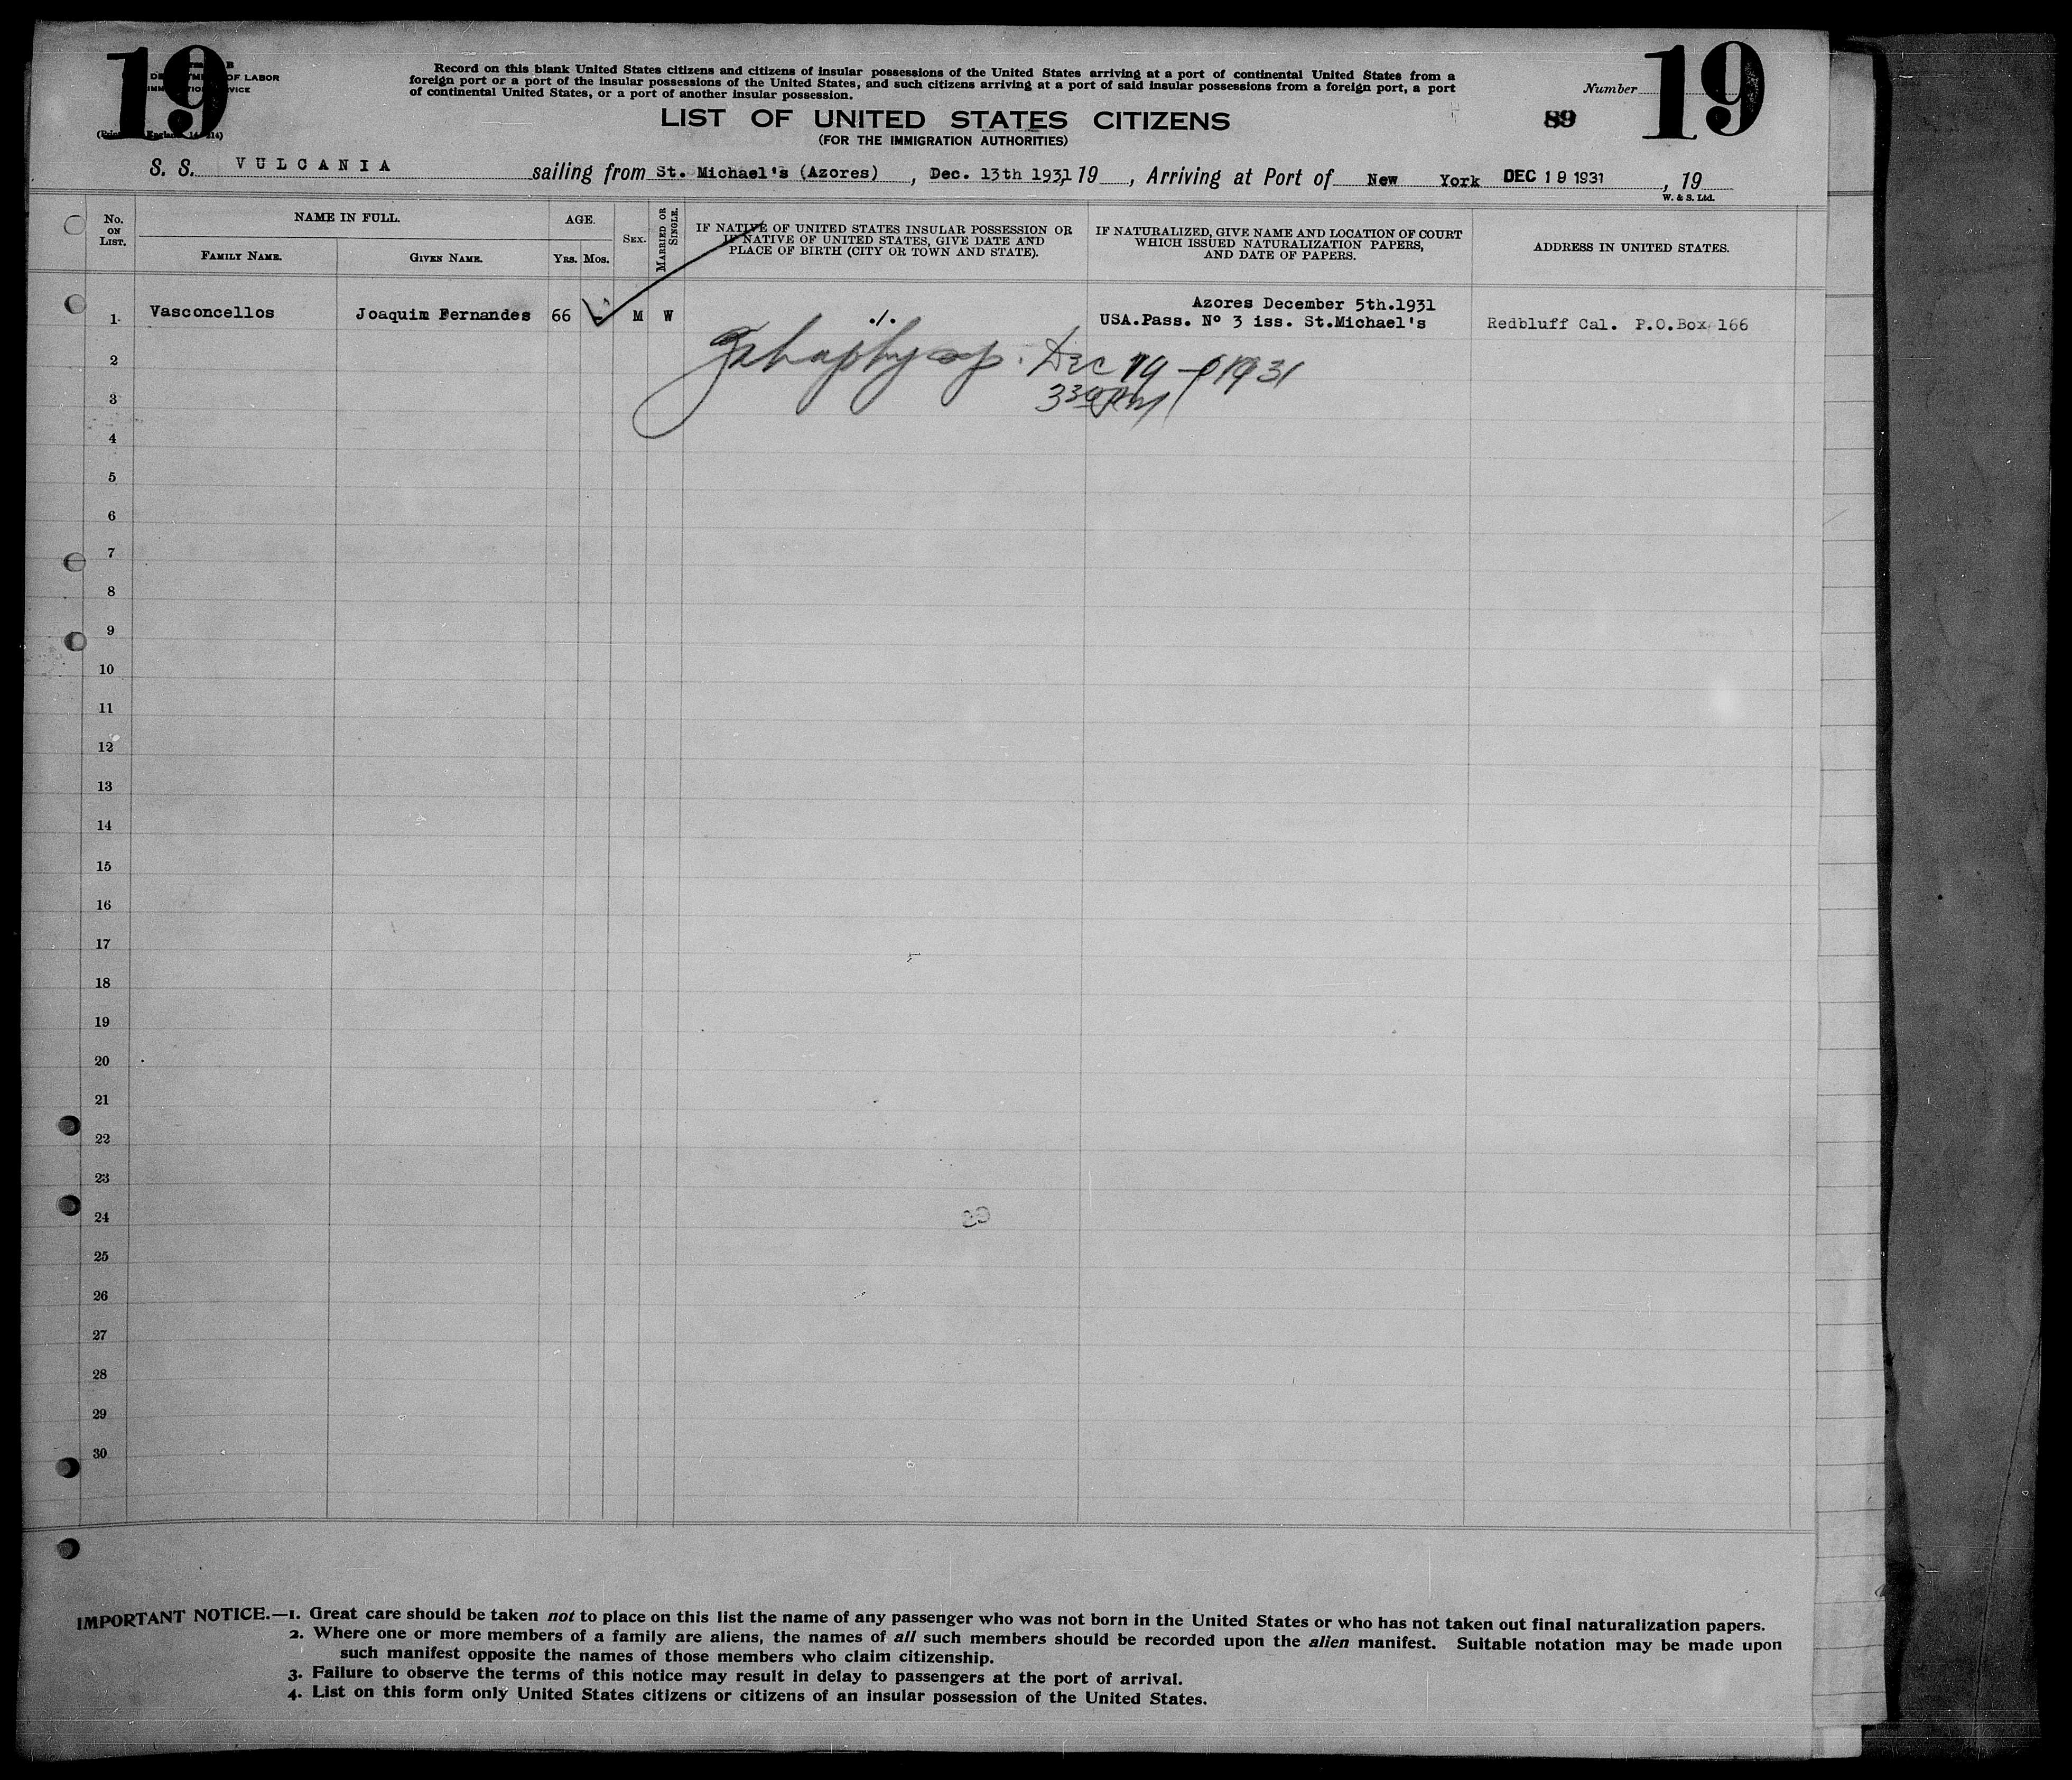 19
DEPARTMENT OF LABOR
IMMIGRATION SERVICE
Record on this blank United States citizens and citizens of insular possessions of the United States arriving at a port of continental United States from a
foreign port or a port of the insular possessions of the United States, and such citizens arriving at a port of said insular possessions from a foreign port, a port
of continental United States, or a port of another insular possession.
Number
19
LIST OF UNITED STATES CITIZENS
89
(FOR THE IMMIGRATION AUTHORITIES)
S. S. VULCANIA sailing from St. Michael's (Azores), Dec. 13th 1931, 19 , Arriving at Port of New York DEC 19 1931, 19
W. & S. Ltd.
No. ON LIST.
NAME IN FULL.
FAMILY NAME.
GIVEN NAME.
AGE.
YRS. MOS.
SEX.
MARRIED OR SINGLE.
IF NATIVE OF UNITED STATES INSULAR POSSESSION OR
IF NATIVE OF UNITED STATES, GIVE DATE AND
PLACE OF BIRTH (CITY OR TOWN AND STATE).
IF NATURALIZED, GIVE NAME AND LOCATION OF COURT
WHICH ISSUED NATURALIZATION PAPERS,
AND DATE OF PAPERS.
ADDRESS IN UNITED STATES.
Azores December 5th.1931
1 Vasconcellos Joaquim Fernandes 66 - M W ./. USA.Pass. Nº 3 iss. St.Michael's Redbluff Cal. P.O.Box 166
2 Dec 19 - 1931
3 3 30 PM
4
5
6
7
8
9
10
11
12
13
14
15
16
17
18
19
20
21
22
23
24
25
26
27
28
29
30
IMPORTANT NOTICE.—1. Great care should be taken not to place on this list the name of any passenger who was not born in the United States or who has not taken out final naturalization papers.
2. Where one or more members of a family are aliens, the names of all such members should be recorded upon the alien manifest. Suitable notation may be made upon
such manifest opposite the names of those members who claim citizenship.
3. Failure to observe the terms of this notice may result in delay to passengers at the port of arrival.
4. List on this form only United States citizens or citizens of an insular possession of the United States.